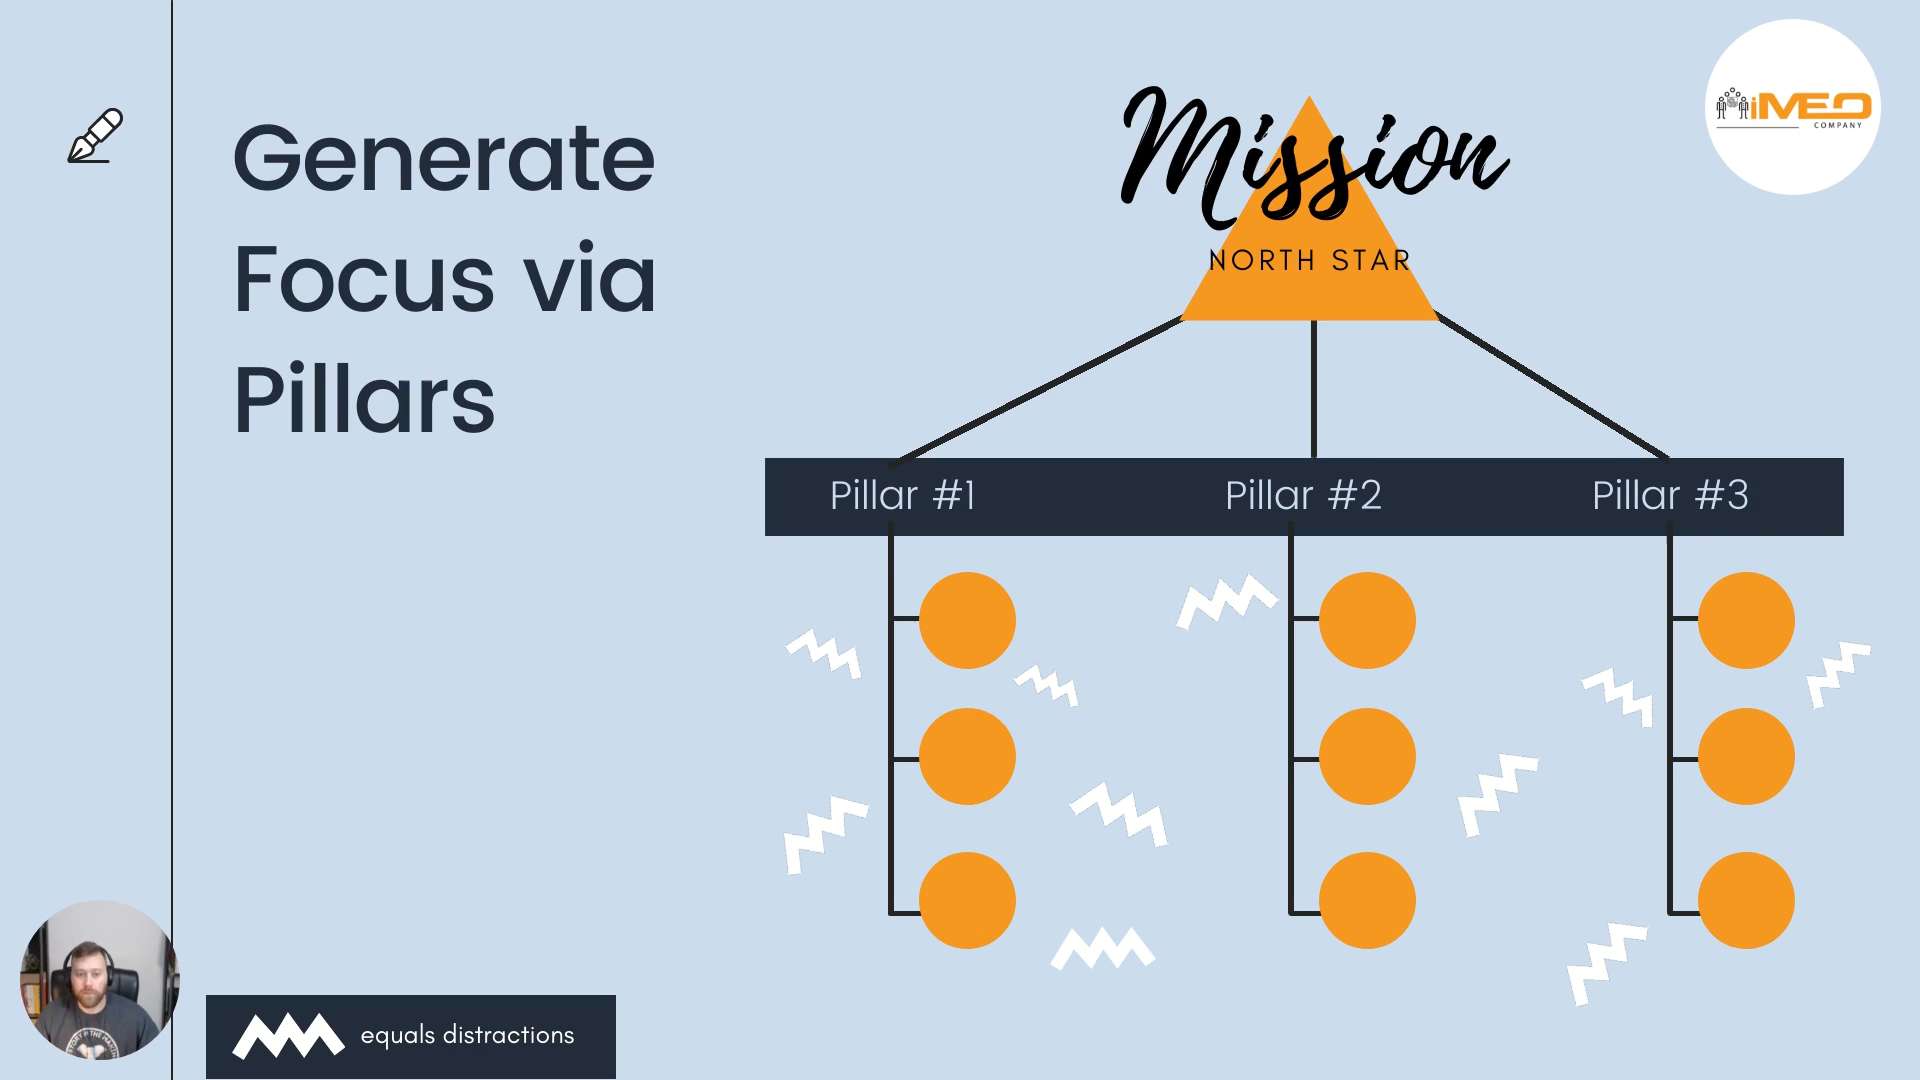 Generate
Focus via
Pillars
Mission
NORTH STAR
iMEO
COMPANY
Pillar #1
Pillar #2
Pillar #3
equals distractions